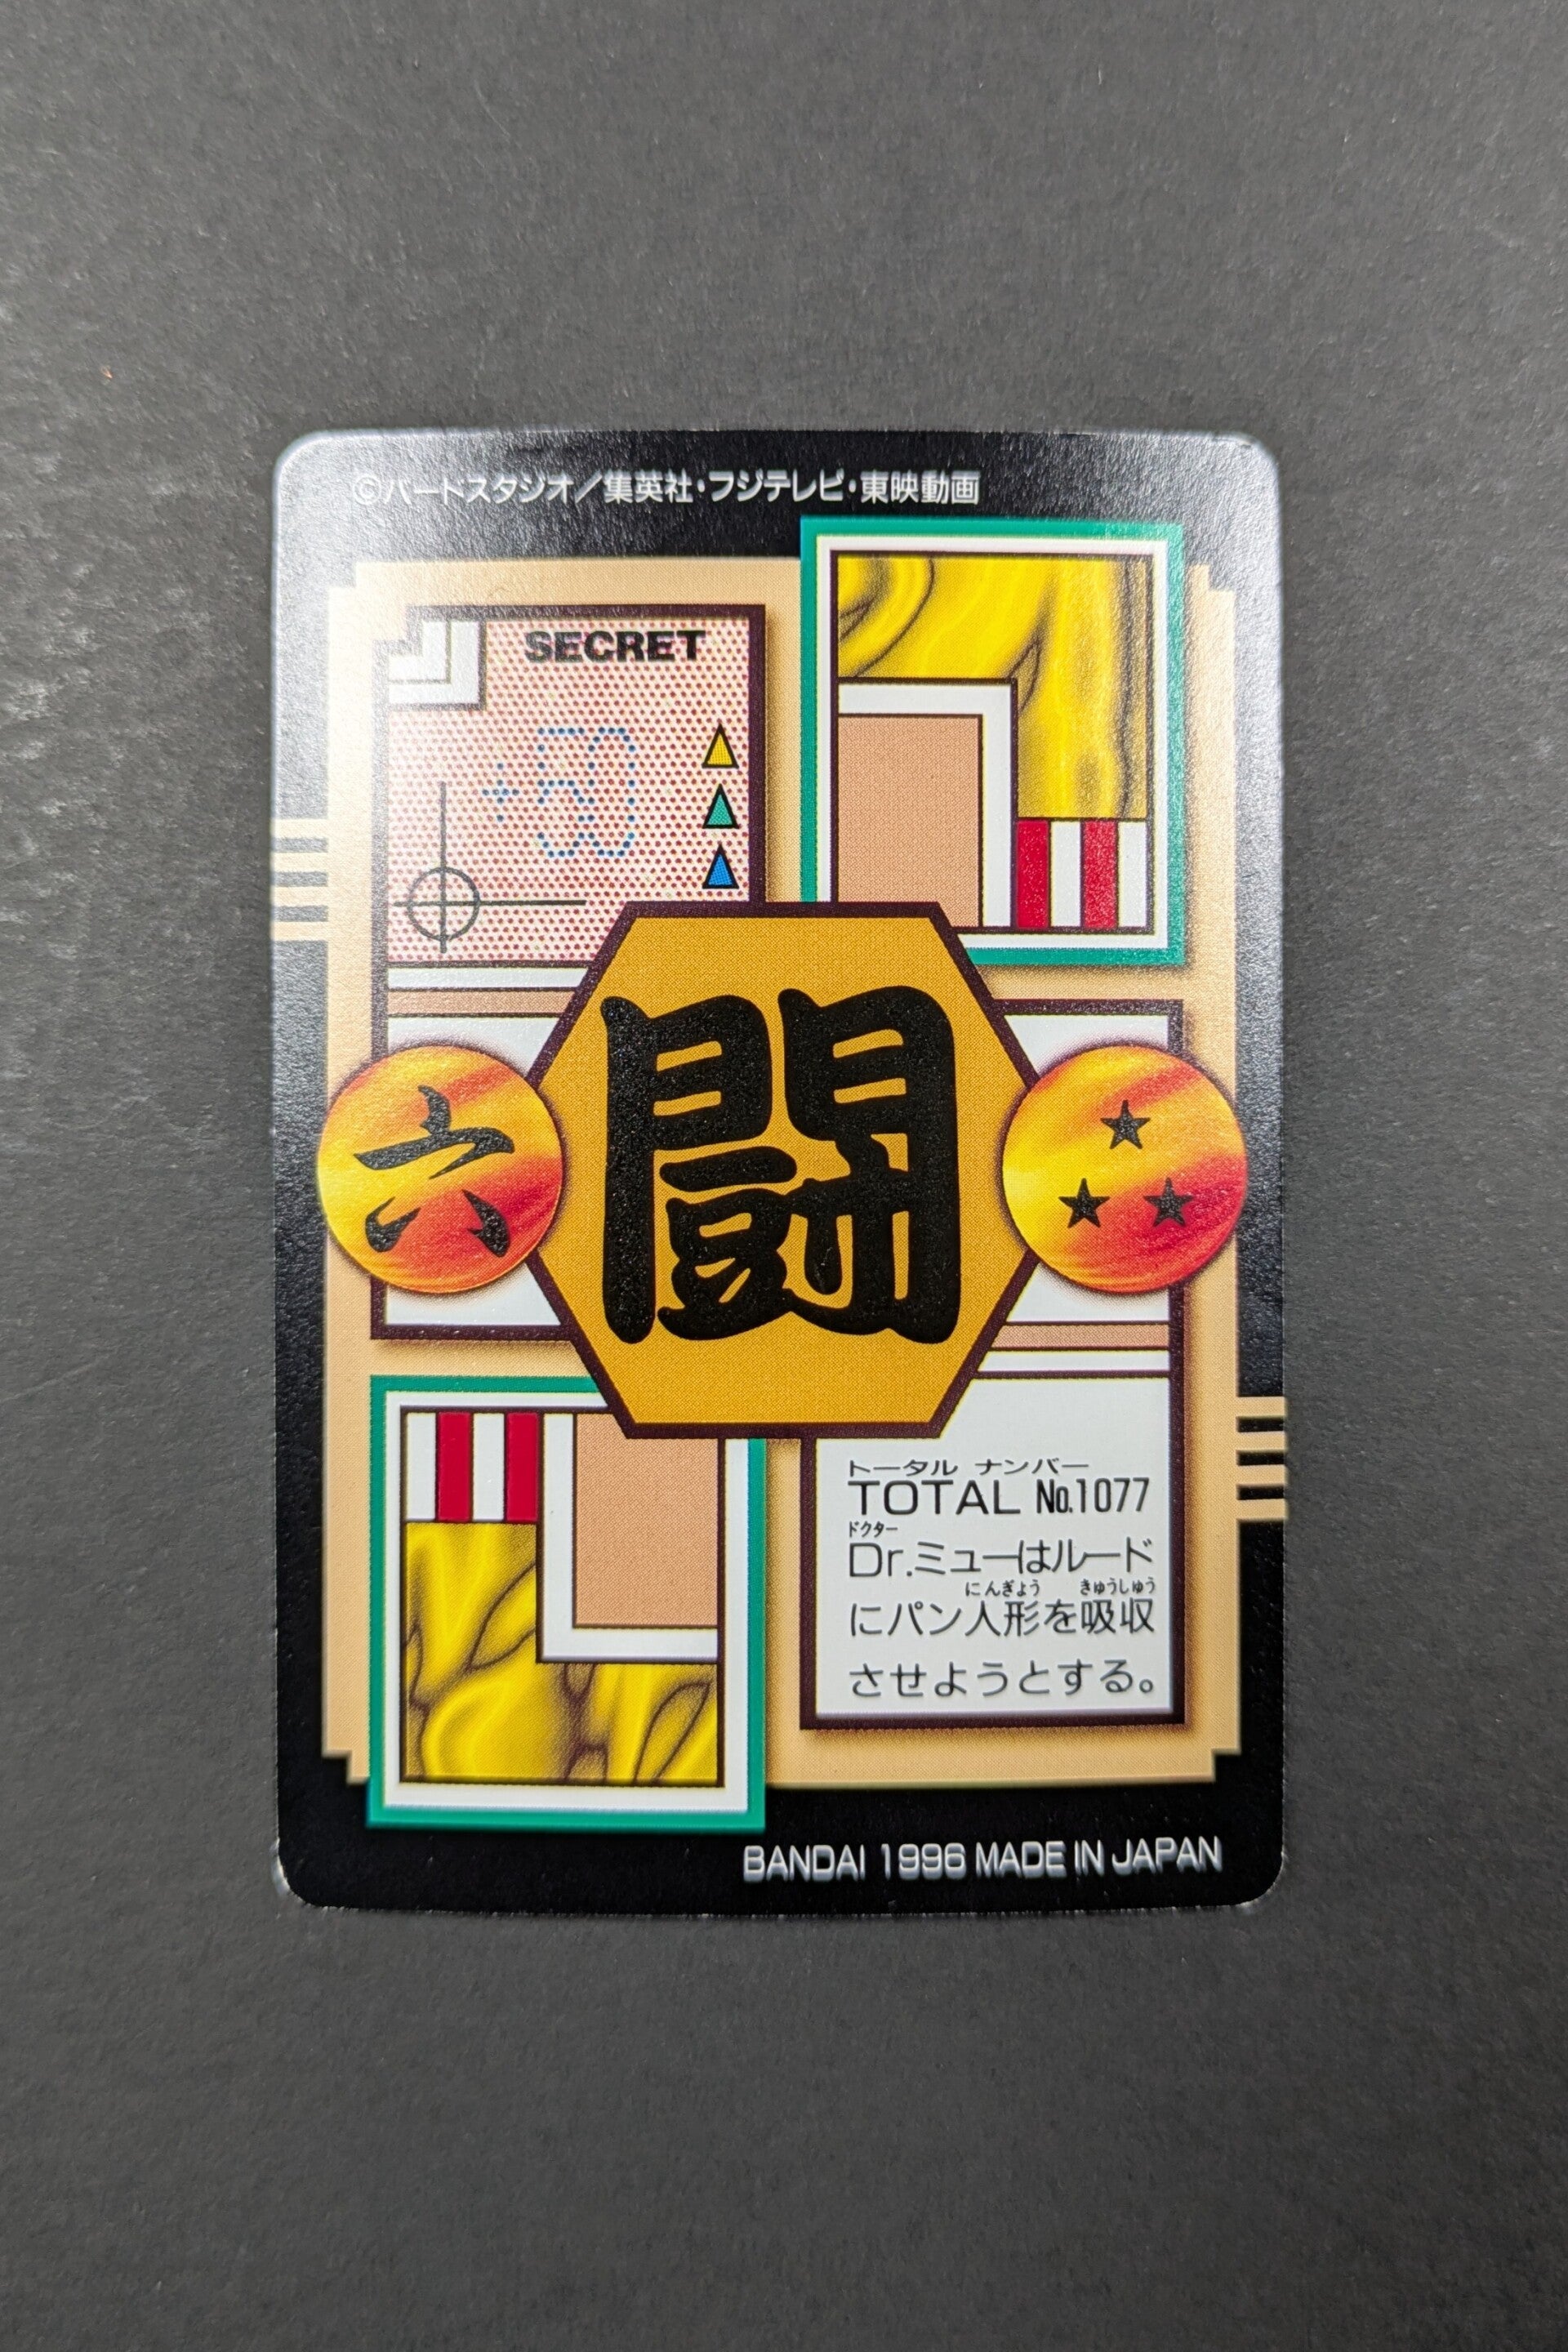 ©バードスタジオ／集英社・フジテレビ・東映動画
SECRET
+50
闘
六
トータル ナンバー
TOTAL No.1077
ドクター
Dr.ミューはルード
にんぎょう きゅうしゅう
にパン人形を吸収
させようとする。
BANDAI 1996 MADE IN JAPAN